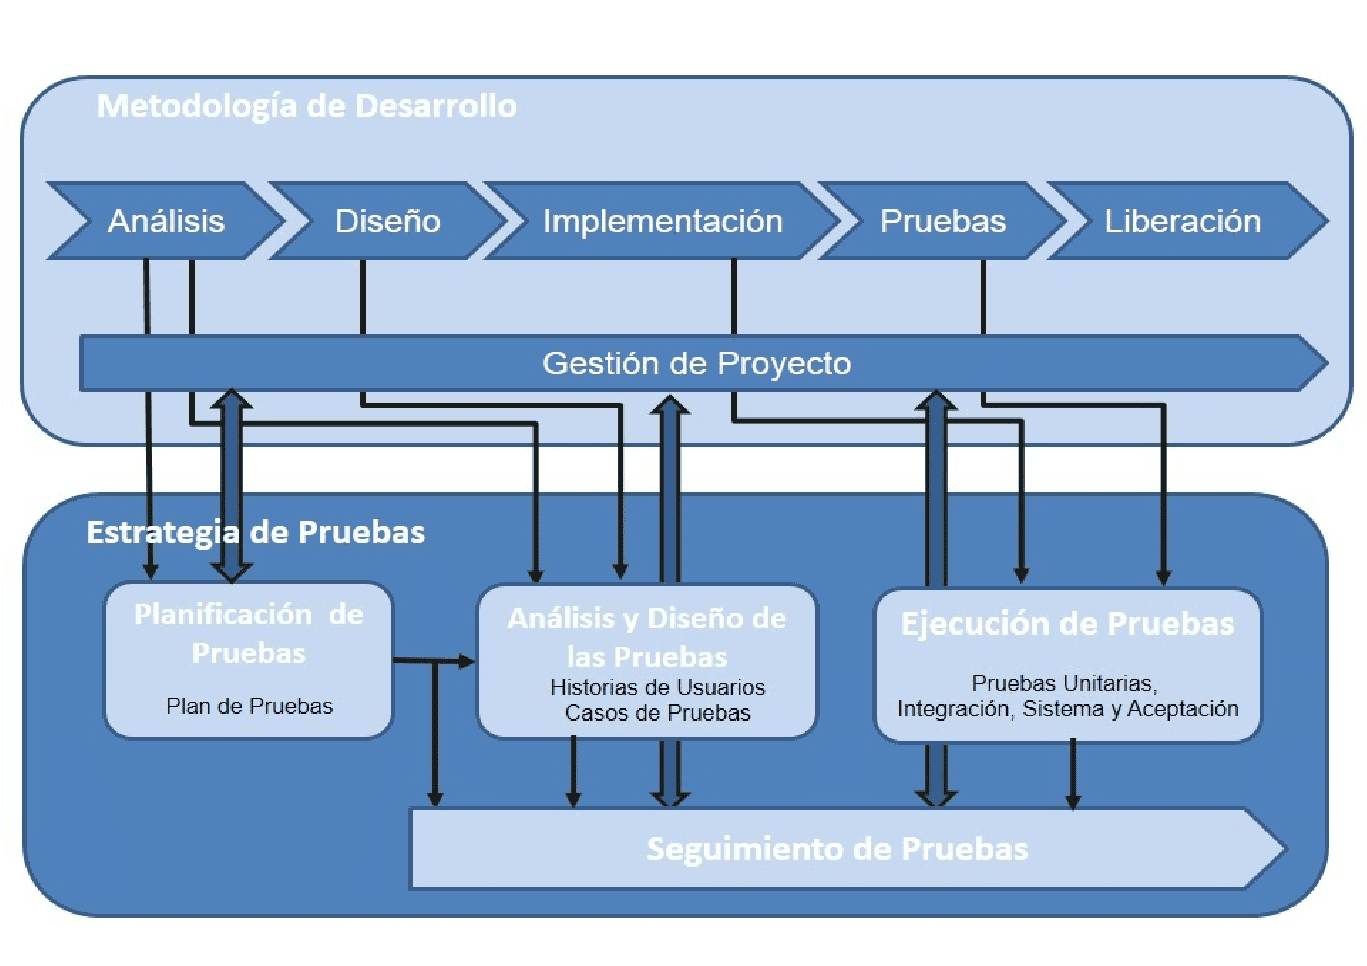 Metodología de Desarrollo
Análisis
Diseño
Implementación
Pruebas
Liberación
Gestión de Proyecto
Estrategia de Pruebas
Planificación de
Pruebas
Plan de Pruebas
Análisis y Diseño de
las Pruebas
Historias de Usuarios
Casos de Pruebas
Ejecución de Pruebas
Pruebas Unitarias,
Integración, Sistema y Aceptación
Seguimiento de Pruebas